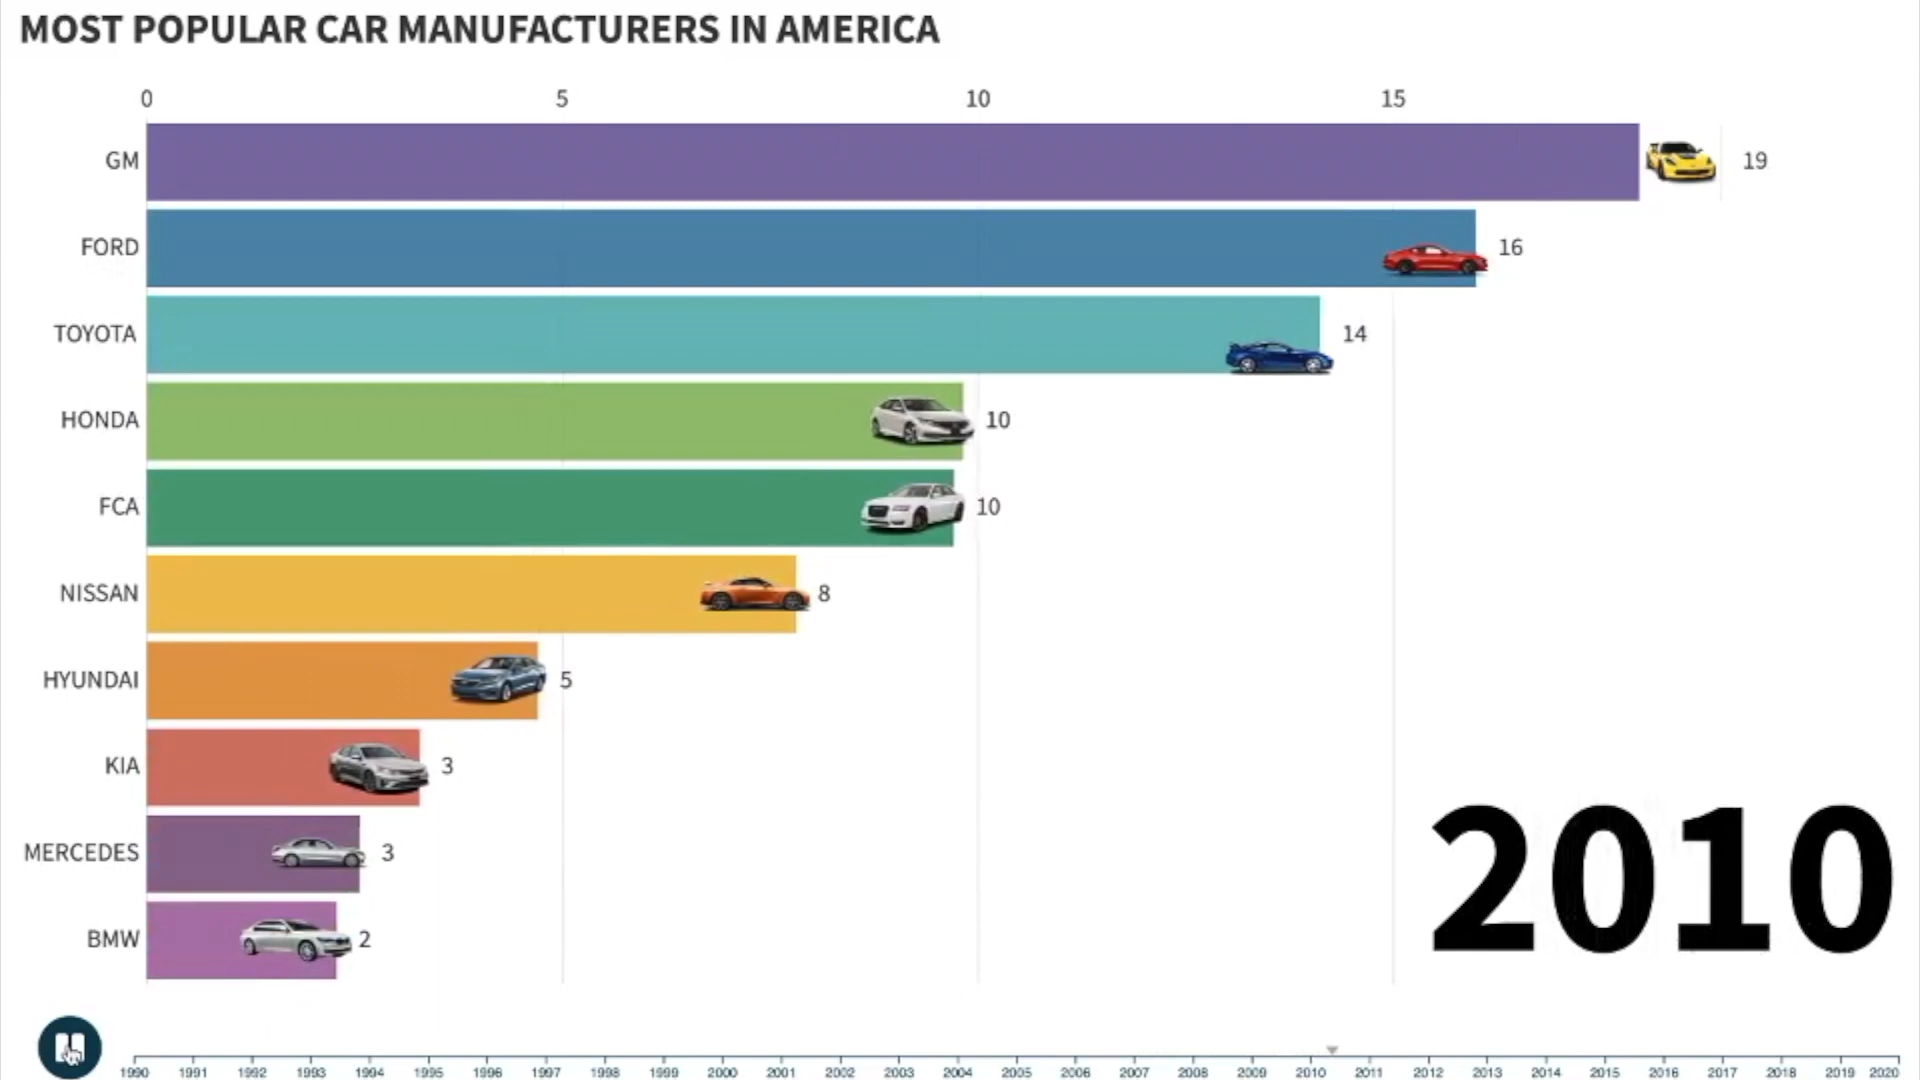 MOST POPULAR CAR MANUFACTURERS IN AMERICA
0 5 10 15
GM 19
FORD 16
TOYOTA 14
HONDA 10
FCA 10
NISSAN 8
HYUNDAI 5
KIA 3
MERCEDES 3
BMW 2
2010
1990 1991 1992 1993 1994 1995 1996 1997 1998 1999 2000 2001 2002 2003 2004 2005 2006 2007 2008 2009 2010 2011 2012 2013 2014 2015 2016 2017 2018 2019 2020